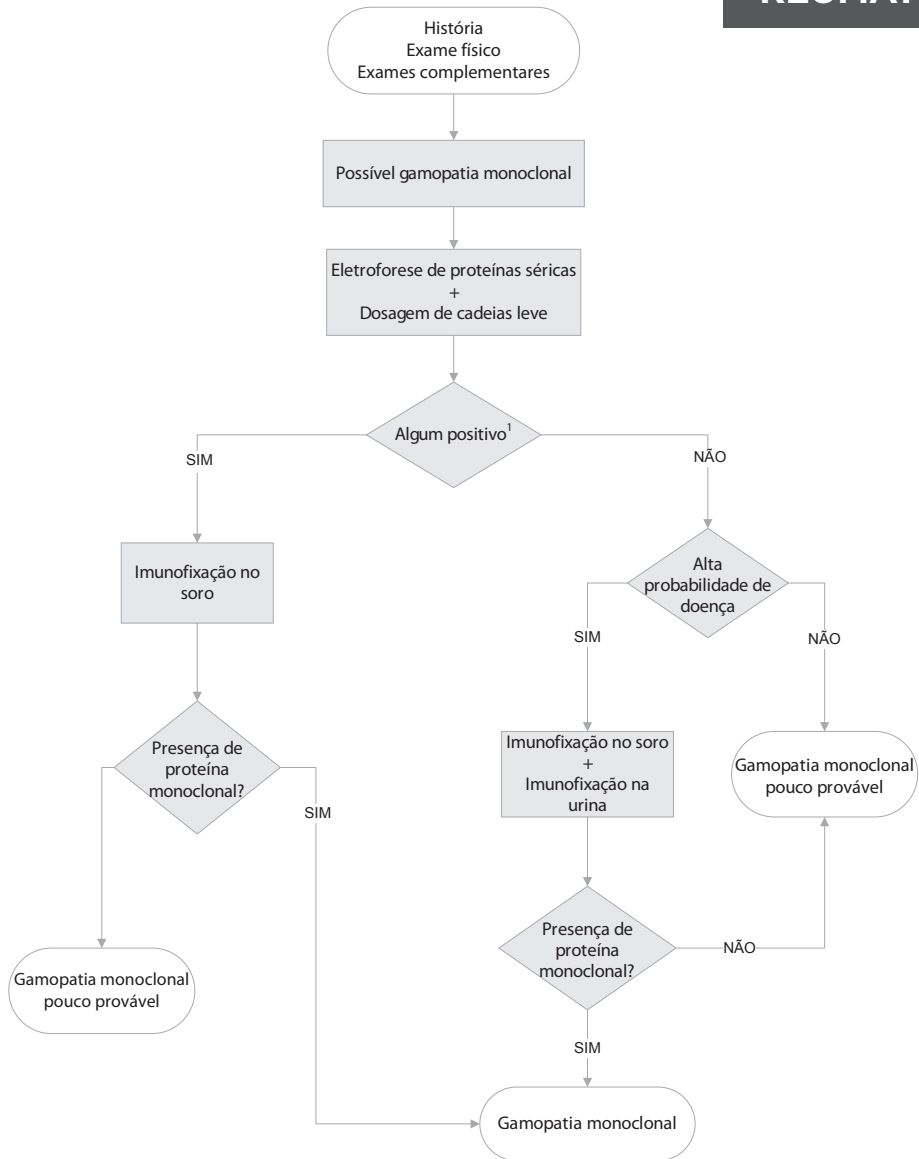 História
Exame físico
Exames complementares
Possível gamopatia monoclonal
Eletroforese de proteínas séricas
+
Dosagem de cadeias leve
Algum positivo¹
SIM
NÃO
Imunofixação no
soro
Alta
probabilidade de
doença
SIM
NÃO
Presença de
proteína
monoclonal?
SIM
Imunofixação no soro
+
Imunofixação na
urina
Gamopatia monoclonal
pouco provável
Presença de
proteína
monoclonal?
NÃO
Gamopatia monoclonal
pouco provável
SIM
Gamopatia monoclonal